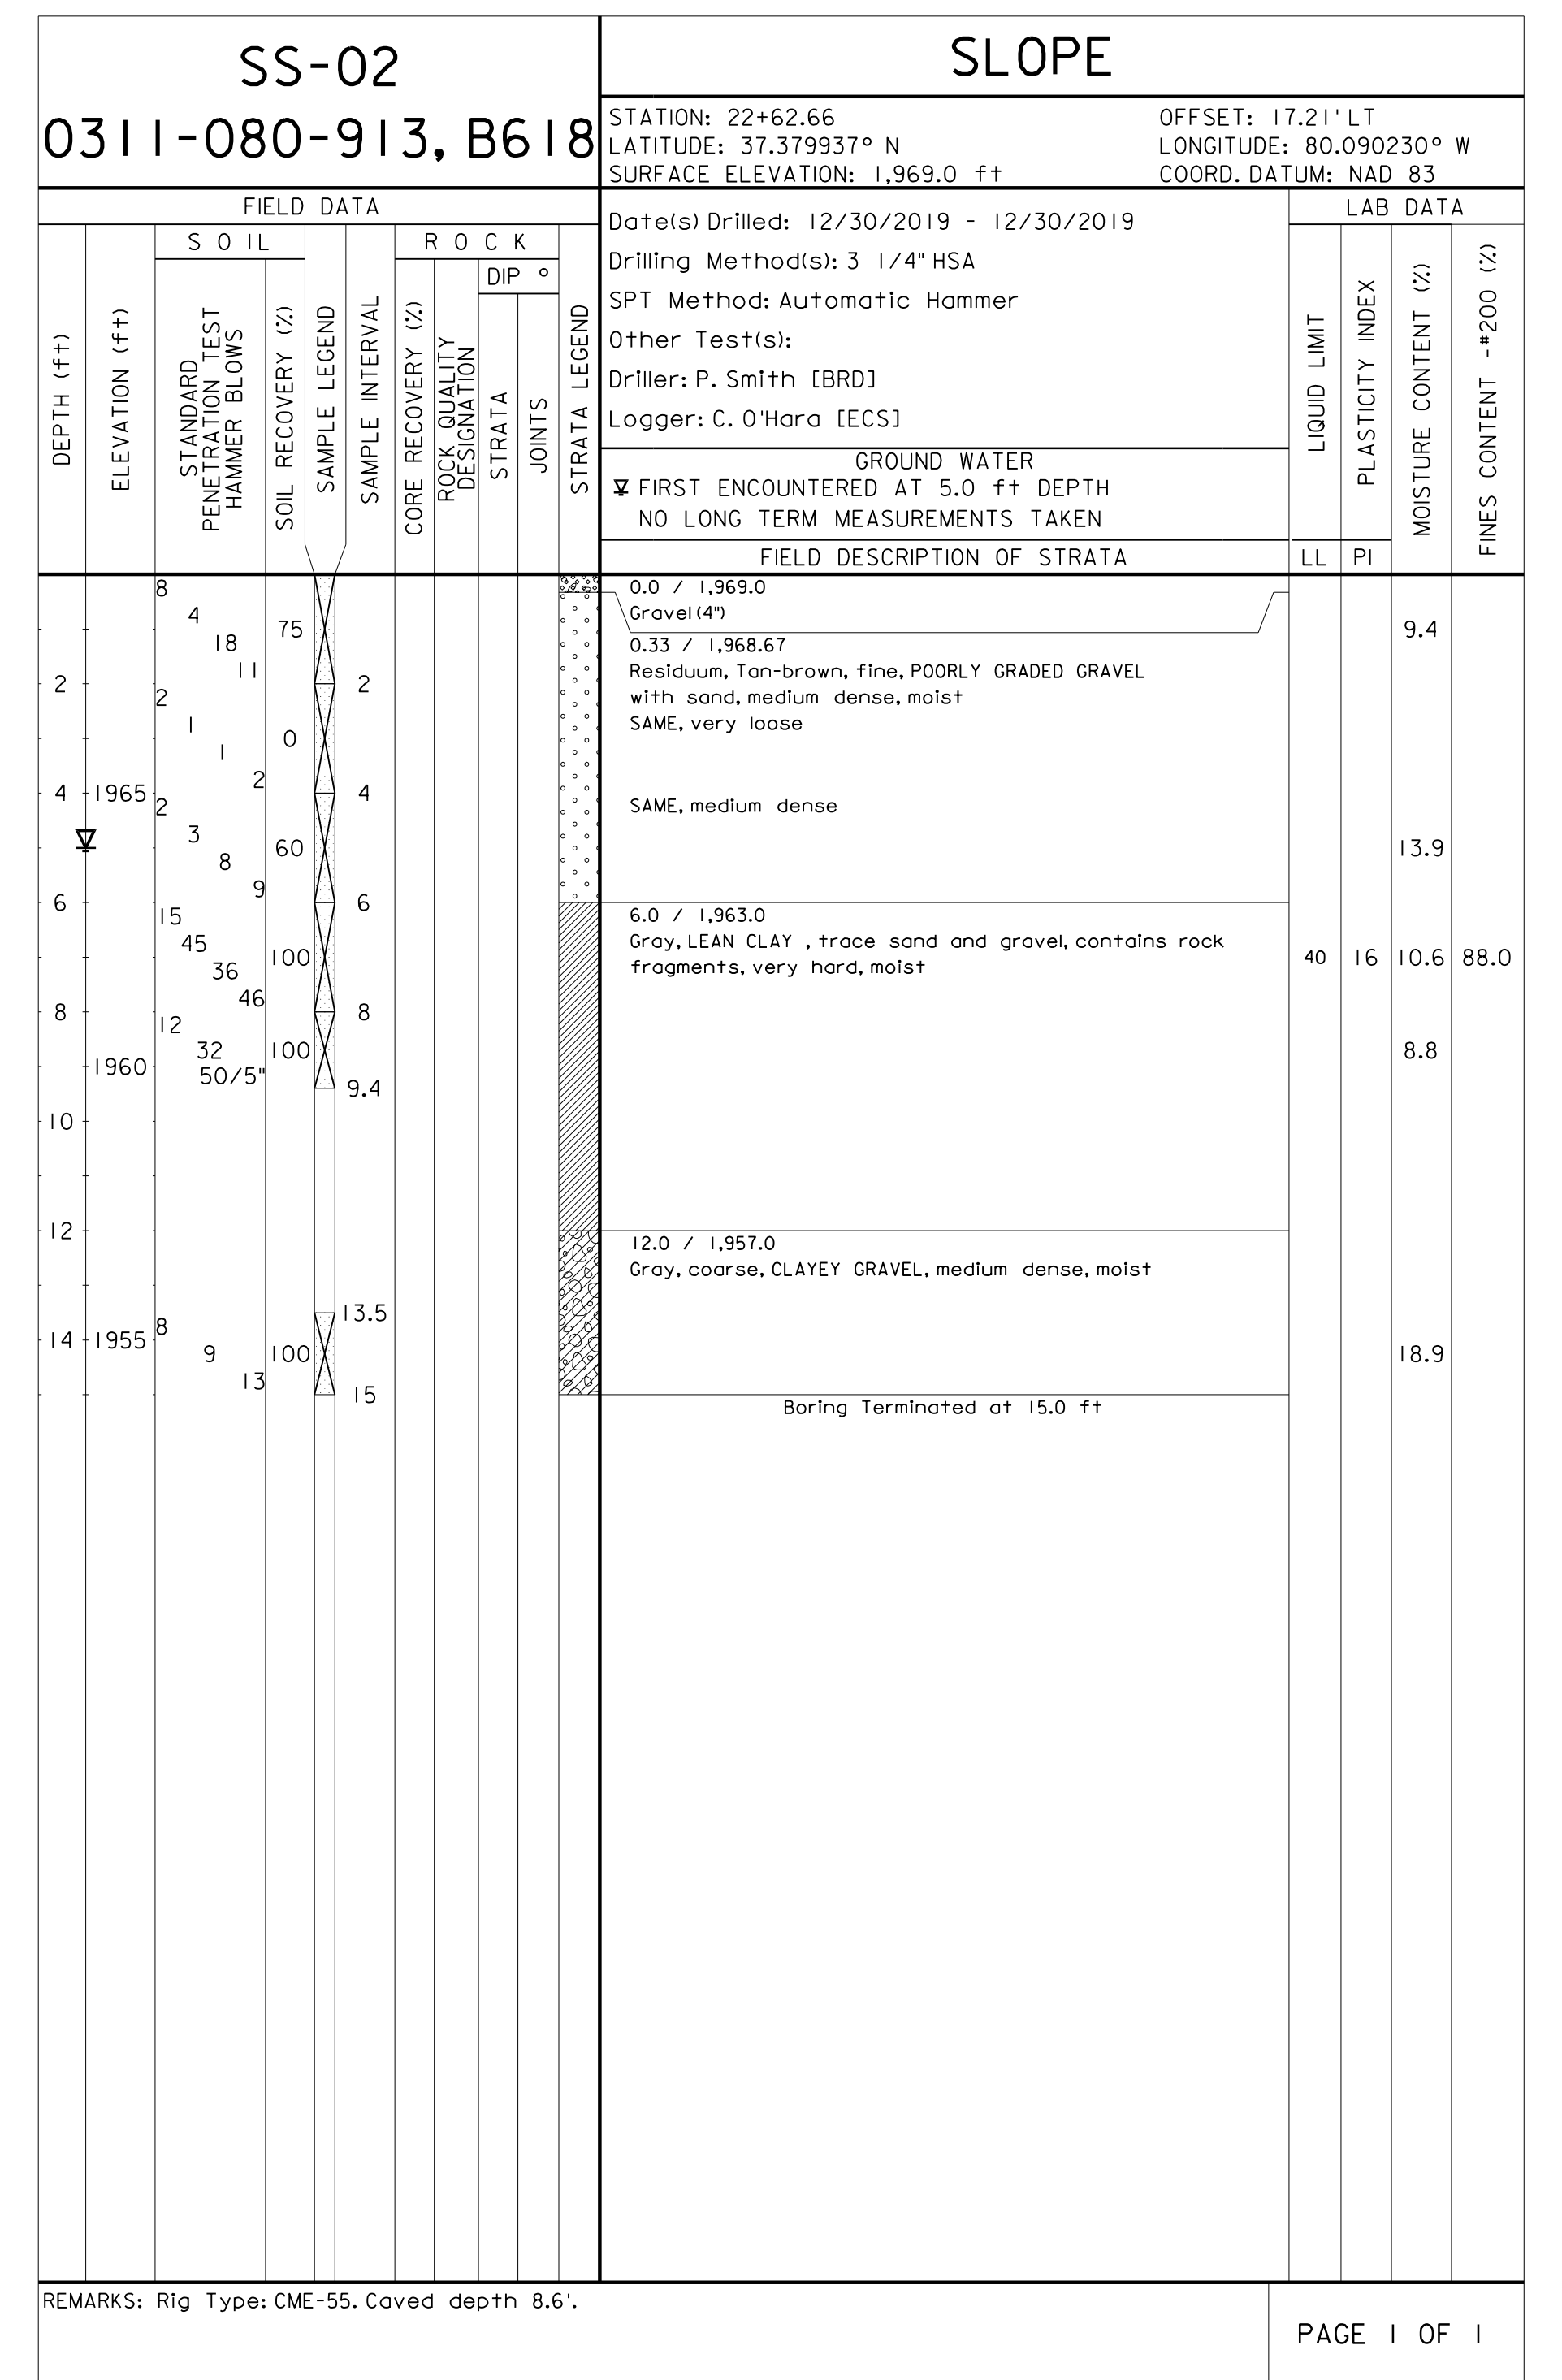 SS-02
0311-080-913, B618
SLOPE
STATION: 22+62.66
OFFSET: 17.21' LT
LATITUDE: 37.379937° N
LONGITUDE: 80.090230° W
SURFACE ELEVATION: 1,969.0 ft
COORD. DATUM: NAD 83
FIELD DATA
SOIL
ROCK
DIP °
DEPTH (ft)
ELEVATION (ft)
STANDARD
PENETRATION TEST
HAMMER BLOWS
SOIL RECOVERY (%)
SAMPLE LEGEND
SAMPLE INTERVAL
CORE RECOVERY (%)
ROCK QUALITY
DESIGNATION
STRATA
JOINTS
STRATA LEGEND
Date(s) Drilled: 12/30/2019 - 12/30/2019
Drilling Method(s): 3 1/4" HSA
SPT Method: Automatic Hammer
Other Test(s):
Driller: P. Smith [BRD]
Logger: C. O'Hara [ECS]
GROUND WATER
FIRST ENCOUNTERED AT 5.0 ft DEPTH
NO LONG TERM MEASUREMENTS TAKEN
FIELD DESCRIPTION OF STRATA
LAB DATA
LIQUID LIMIT
PLASTICITY INDEX
MOISTURE CONTENT (%)
FINES CONTENT -#200 (%)
LL
PI
8
0.0 / 1,969.0
4
Gravel (4")
75
9.4
18
0.33 / 1,968.67
11
Residuum, Tan-brown, fine, POORLY GRADED GRAVEL
2
2
2
with sand, medium dense, moist
1
SAME, very loose
0
1
2
4
1965
4
2
SAME, medium dense
3
60
13.9
8
9
6
6
15
6.0 / 1,963.0
45
Gray, LEAN CLAY , trace sand and gravel, contains rock
100
40
16
10.6
88.0
36
fragments, very hard, moist
46
8
8
12
32
100
8.8
1960
50/5"
9.4
10
12
12.0 / 1,957.0
Gray, coarse, CLAYEY GRAVEL, medium dense, moist
13.5
8
14
1955
9
100
18.9
13
15
Boring Terminated at 15.0 ft
REMARKS: Rig Type: CME-55. Caved depth 8.6'.
PAGE 1 OF 1